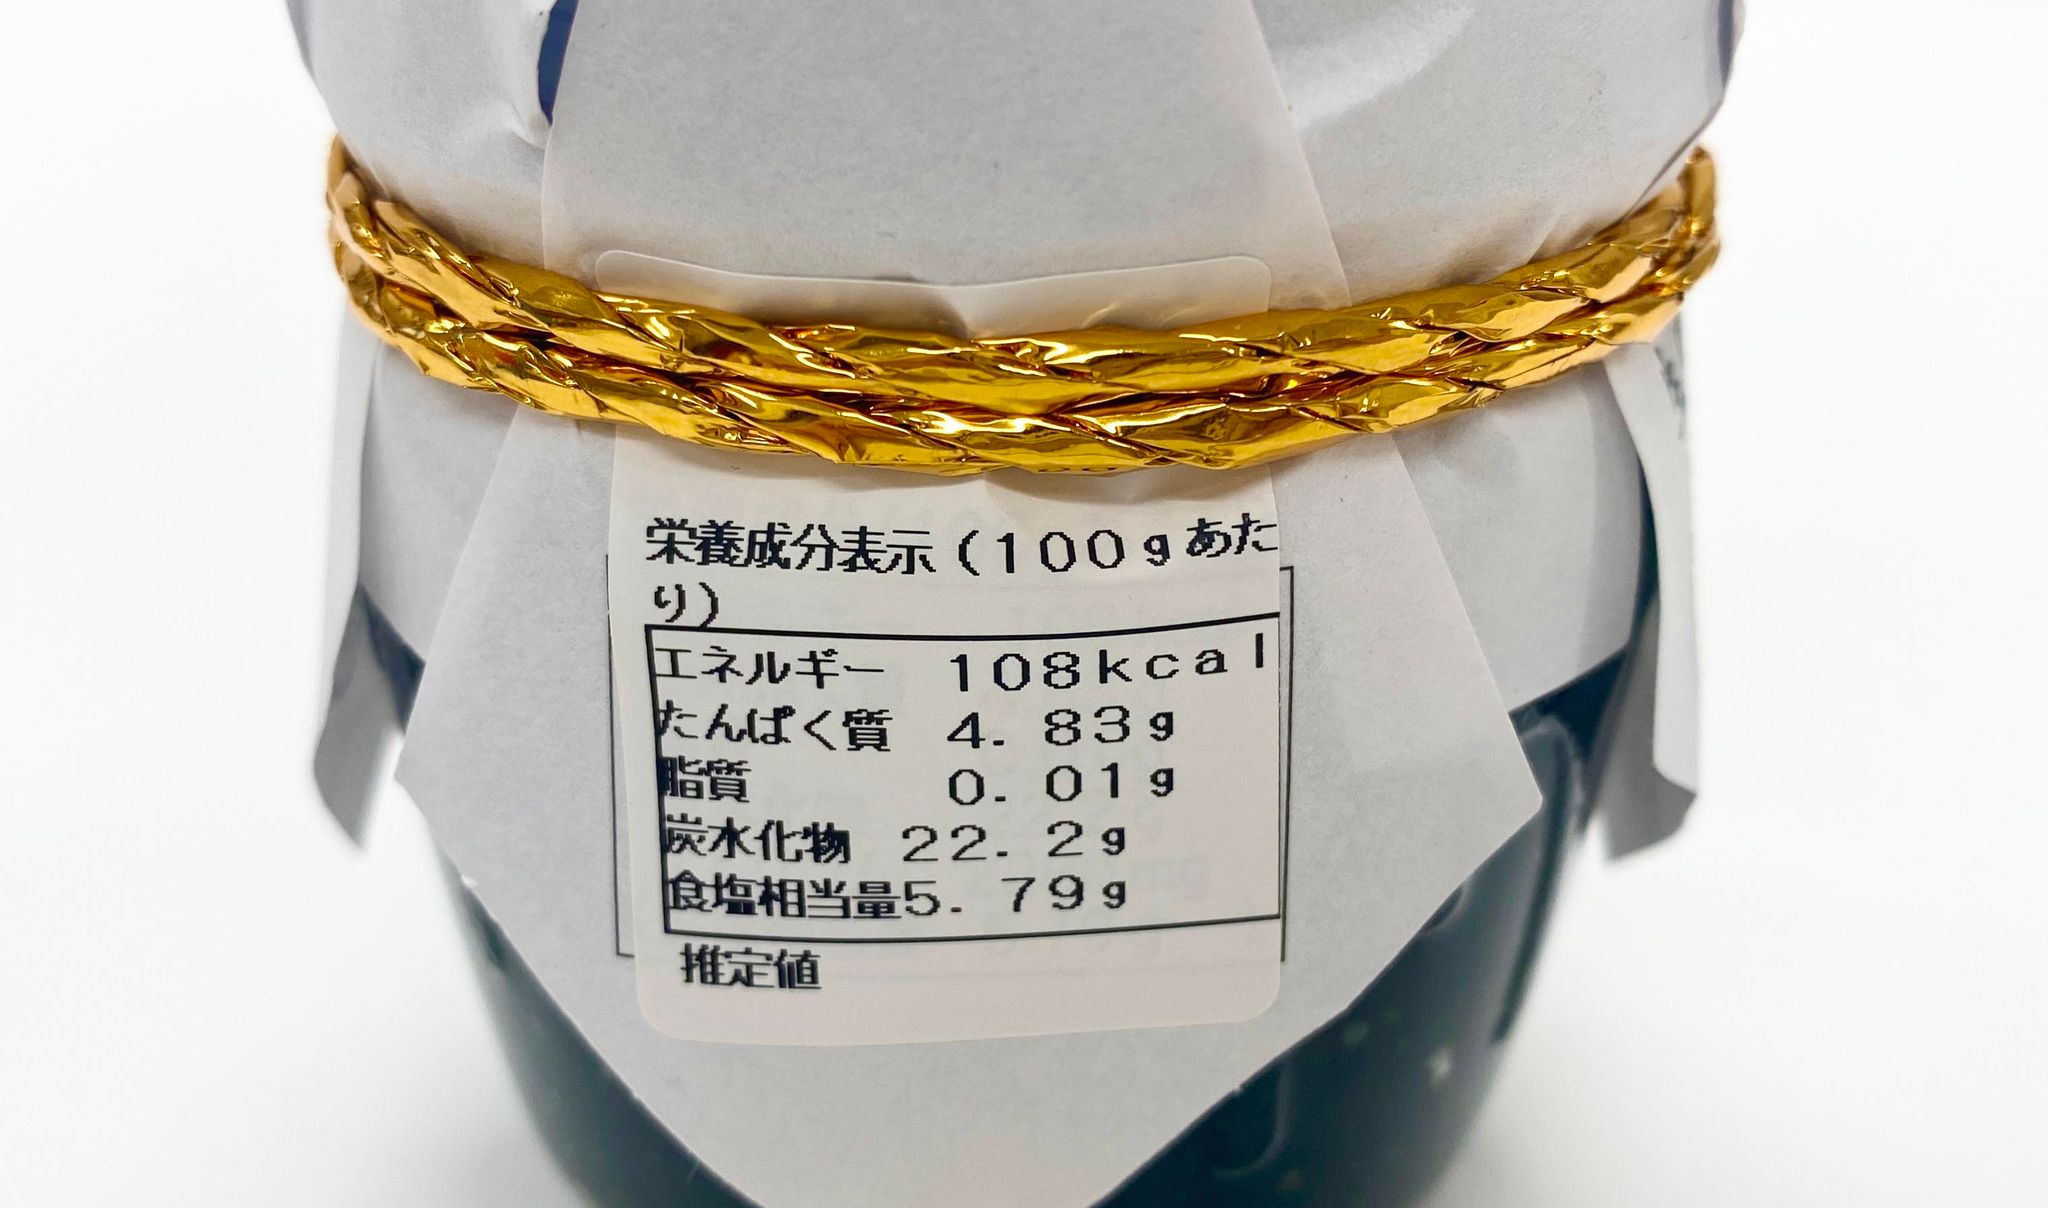 栄養成分表示(100gあた
り)
エネルギー 108kcal
たんぱく質 4.83g
脂質 0.01g
炭水化物 22.2g
食塩相当量5.79g
推定値